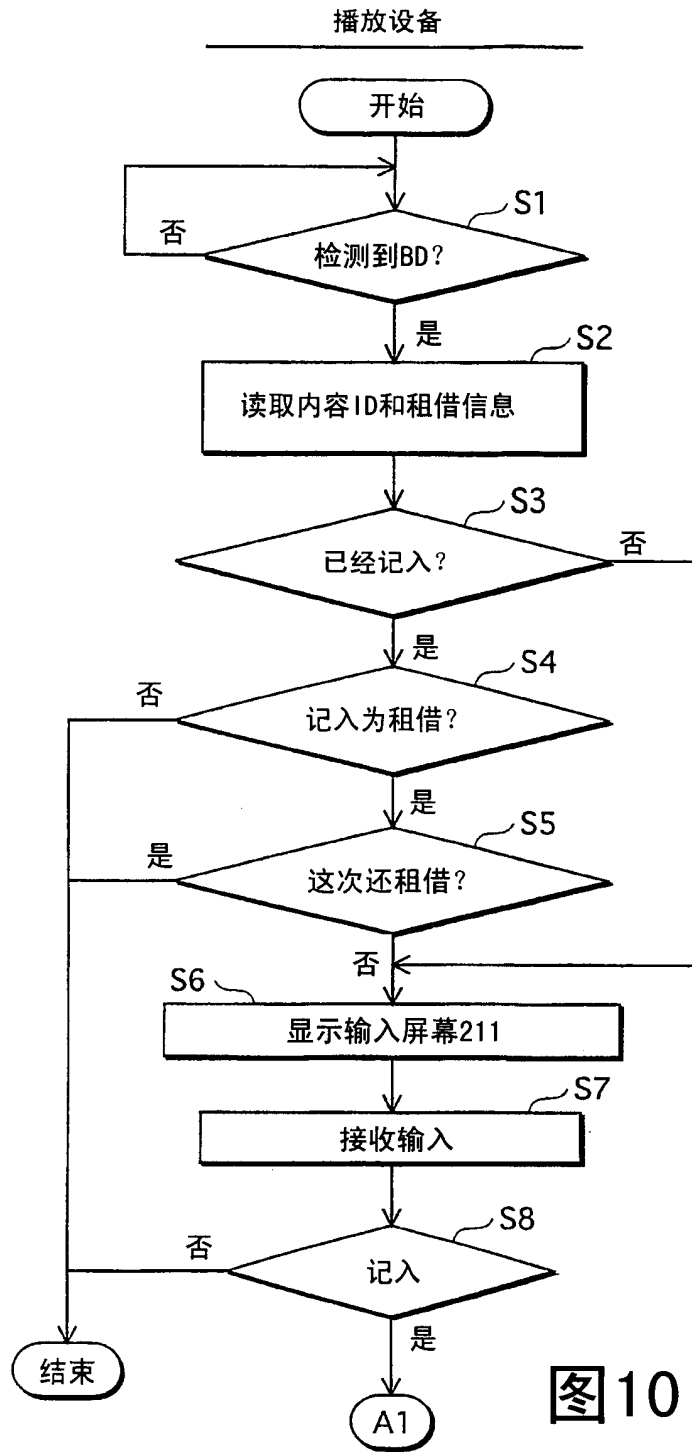 播放设备
开始
S1
否
检测到BD?
是
S2
读取内容ID和租借信息
S3
否
已经记入?
是
S4
否
记入为租借?
是
S5
是
这次还租借?
否
S6
显示输入屏幕211
S7
接收输入
S8
否
记入
是
结束
A1
图10